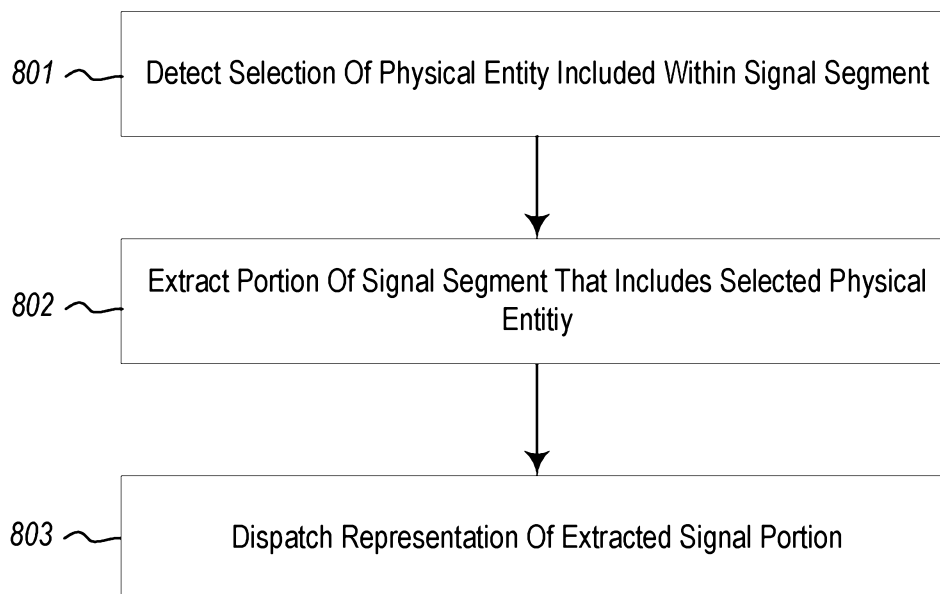 801
Detect Selection Of Physical Entity Included Within Signal Segment
802
Extract Portion Of Signal Segment That Includes Selected Physical
Entitiy
803
Dispatch Representation Of Extracted Signal Portion